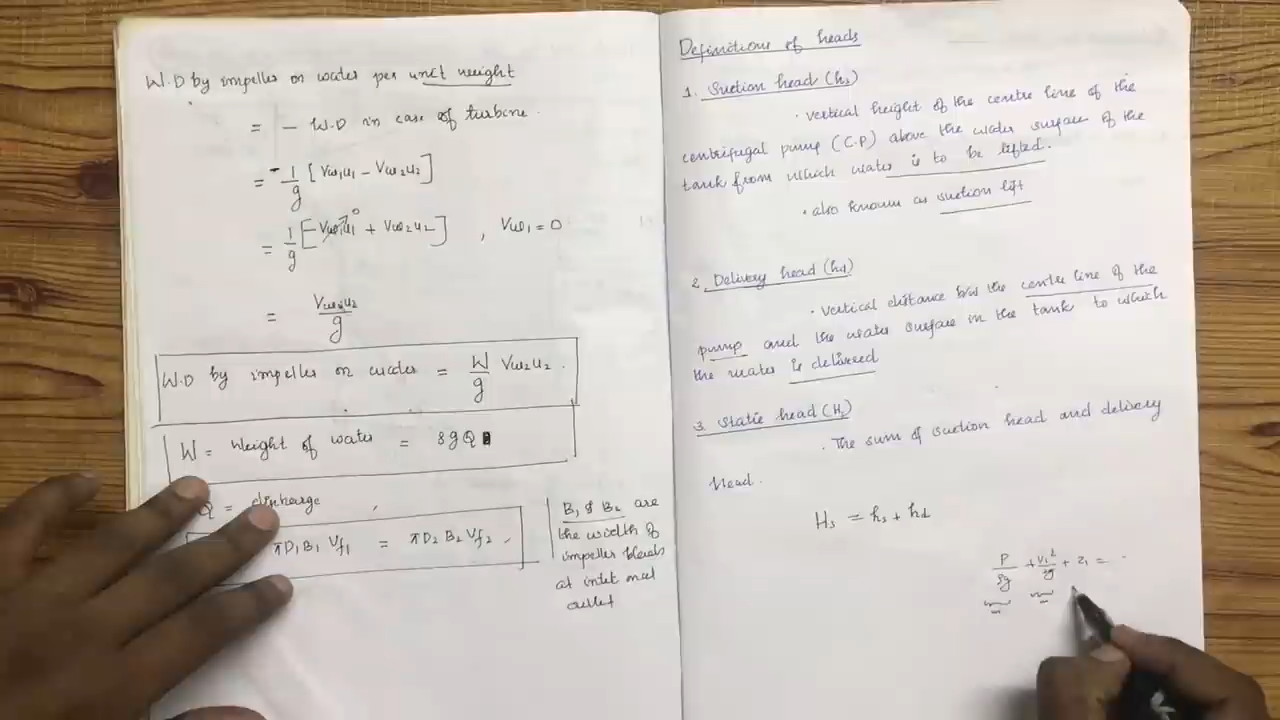 W.D by impeller on water per unit weight
= - W.D in case of turbine.
= -1/g [Vw1u1 - Vw2u2]
= 1/g [-Vw1u1 0 + Vw2u2] , Vw1 = 0
= Vw2u2/g
W.D by impeller on water = W/g Vw2u2.
W = Weight of water = ρgQ
Q = discharge,
πD1B1Vf1 = πD2B2Vf2.
B1 & B2 are
the width of
impeller blends
at inlet and
outlet
Definitions of heads
1. Suction head (hs)
• vertical height of the centre line of the
centrifugal pump (C.P) above the water surface of the
tank from which water is to be lifted.
• also known as suction lift
2. Delivery head (hd)
• vertical distance b/w the centre line of the
pump and the water surface in the tank to which
the water is delivered
3. Static head (Hs)
• The sum of suction head and delivery
head.
Hs = hs + hd
P/ρg + V1²/2g + Z1 =